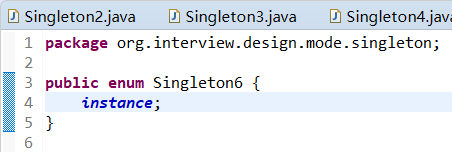 Singleton2.java Singleton3.java Singleton4.java
1 package org.interview.design.mode.singleton;
2
3 public enum Singleton6 {
4 instance;
5 }
6